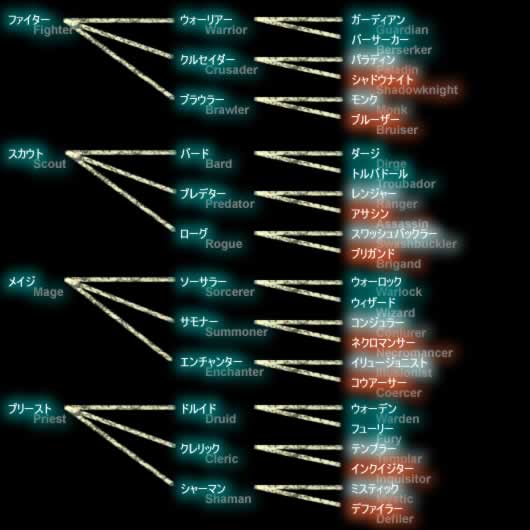 ファイター
Fighter
ウォーリアー
Warrior
ガーディアン
Guardian
バーサーカー
Berserker
クルセイダー
Crusader
パラディン
Paladin
シャドウナイト
Shadowknight
ブラウラー
Brawler
モンク
Monk
ブルーザー
Bruiser
スカウト
Scout
バード
Bard
ダージ
Dirge
トルバドール
Troubador
プレデター
Predator
レンジャー
Ranger
アサシン
Assassin
ローグ
Rogue
スワッシュバックラー
Swashbuckler
ブリガンド
Brigand
メイジ
Mage
ソーサラー
Sorcerer
ウォーロック
Warlock
ウィザード
Wizard
サモナー
Summoner
コンジュラー
Conjurer
ネクロマンサー
Necromancer
エンチャンター
Enchanter
イリュージョニスト
Illusionist
コウアーサー
Coercer
プリースト
Priest
ドルイド
Druid
ウォーデン
Warden
フューリー
Fury
クレリック
Cleric
テンプラー
Templar
インクイジター
Inquisitor
シャーマン
Shaman
ミスティック
Mystic
デファイラー
Defiler